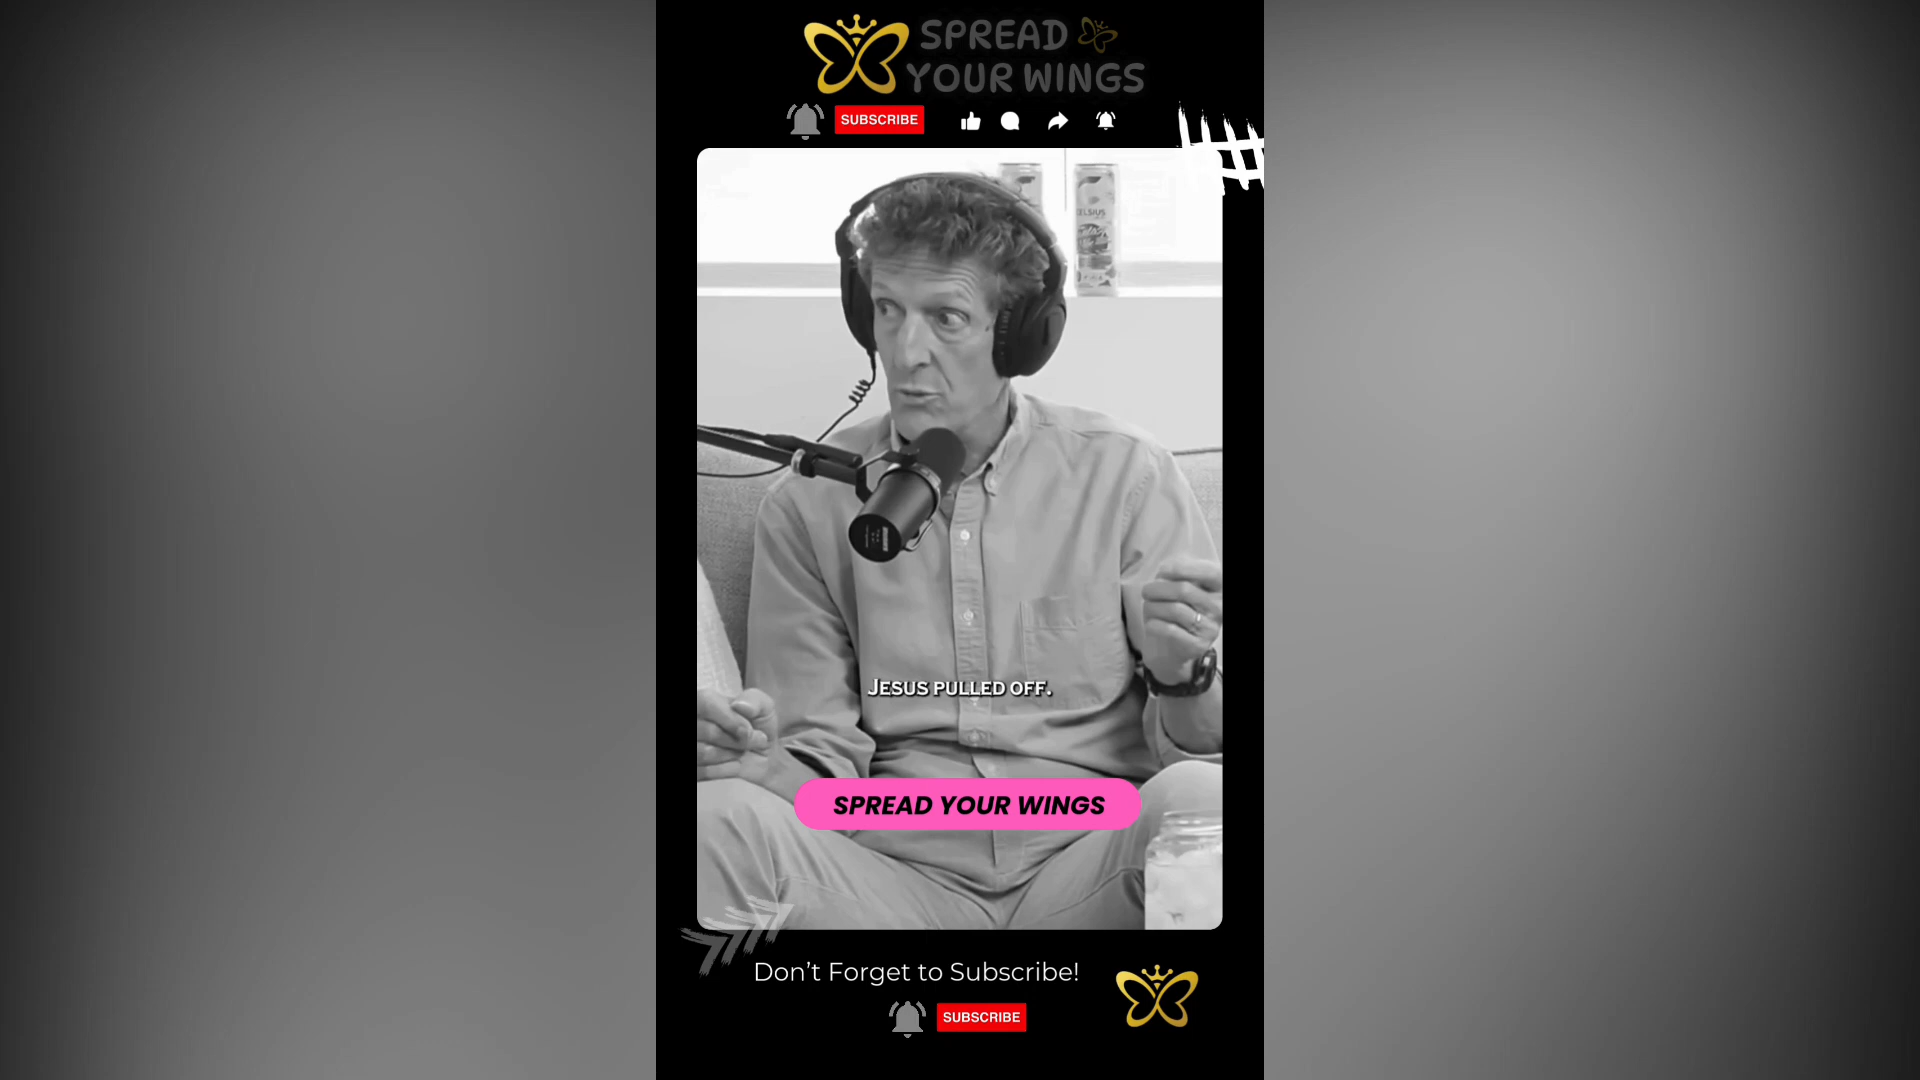 SPREAD
YOUR WINGS
SUBSCRIBE
JESUS PULLED OFF.
SPREAD YOUR WINGS
Don't Forget to Subscribe!
SUBSCRIBE